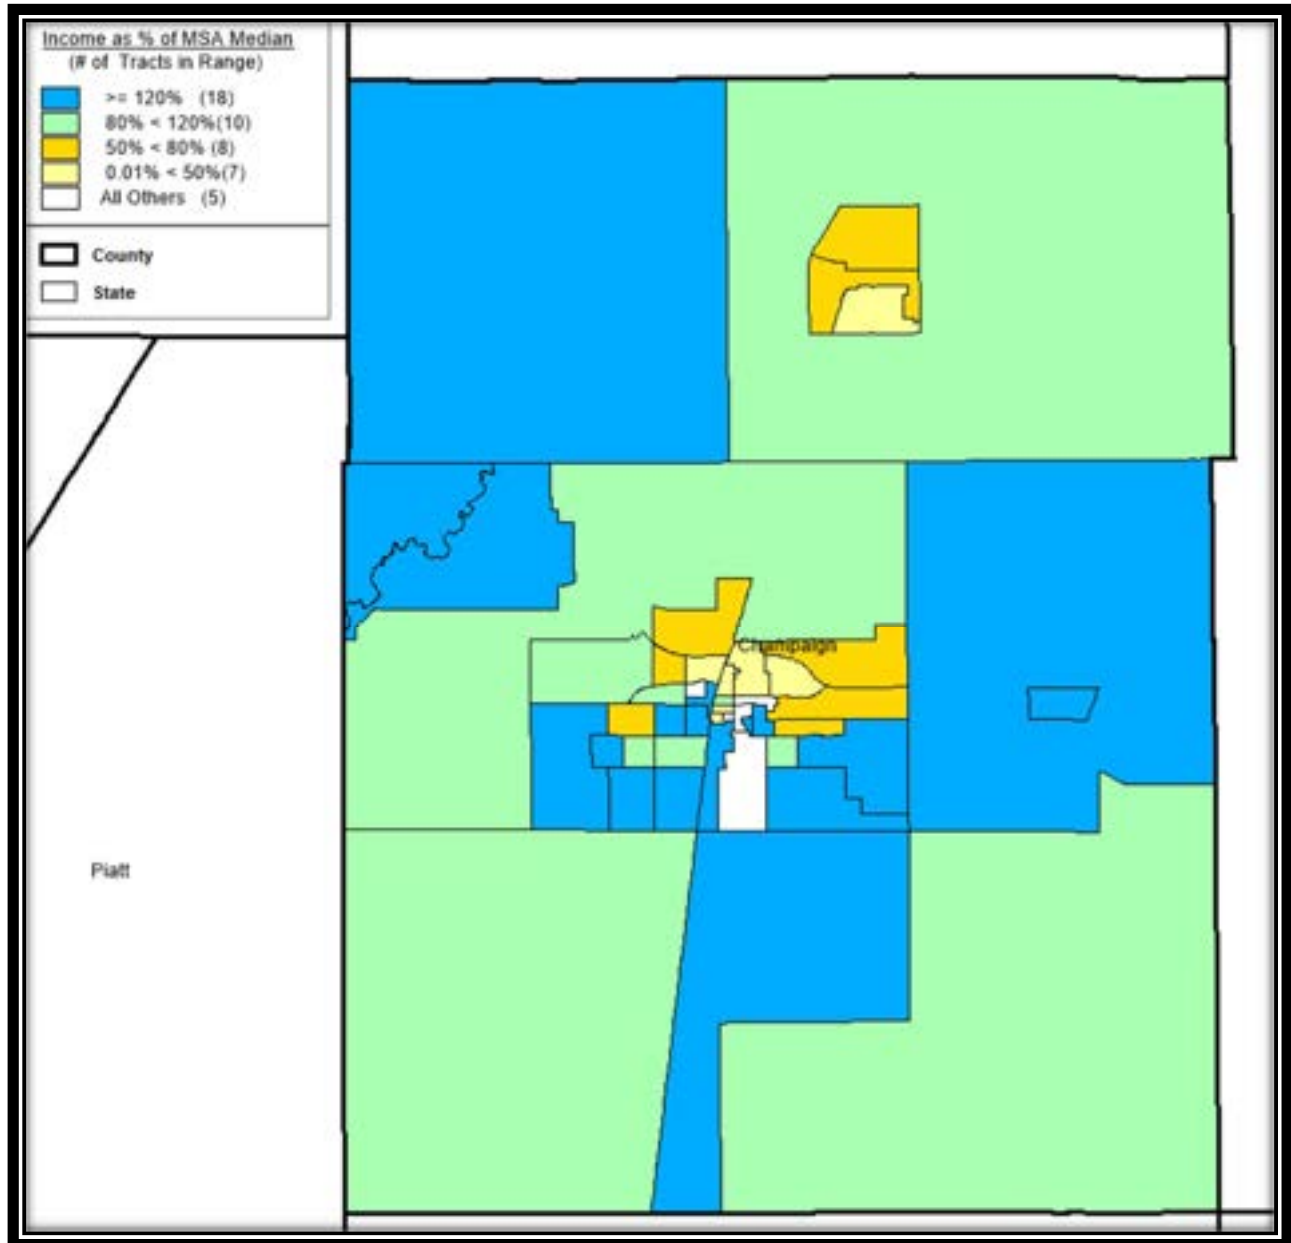 Income as % of MSA Median
(# of Tracts in Range)
>= 120% (18)
80% < 120%(10)
50% < 80% (8)
0.01% < 50%(7)
All Others (5)
County
State
Champaign
Piatt